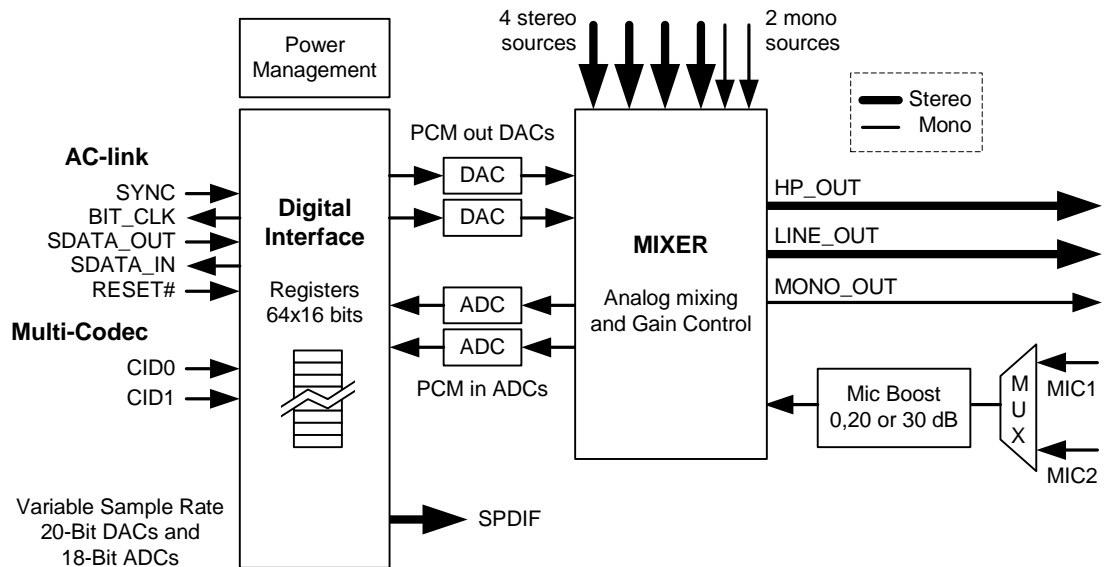 Power
Management
4 stereo
sources
2 mono
sources
Stereo
Mono
AC-link
SYNC
BIT_CLK
SDATA_OUT
SDATA_IN
RESET#
Multi-Codec
CID0
CID1
Variable Sample Rate
20-Bit DACs and
18-Bit ADCs
Digital
Interface
Registers
64x16 bits
PCM out DACs
DAC
DAC
ADC
ADC
PCM in ADCs
SPDIF
MIXER
Analog mixing
and Gain Control
HP_OUT
LINE_OUT
MONO_OUT
Mic Boost
0,20 or 30 dB
MUX
MIC1
MIC2